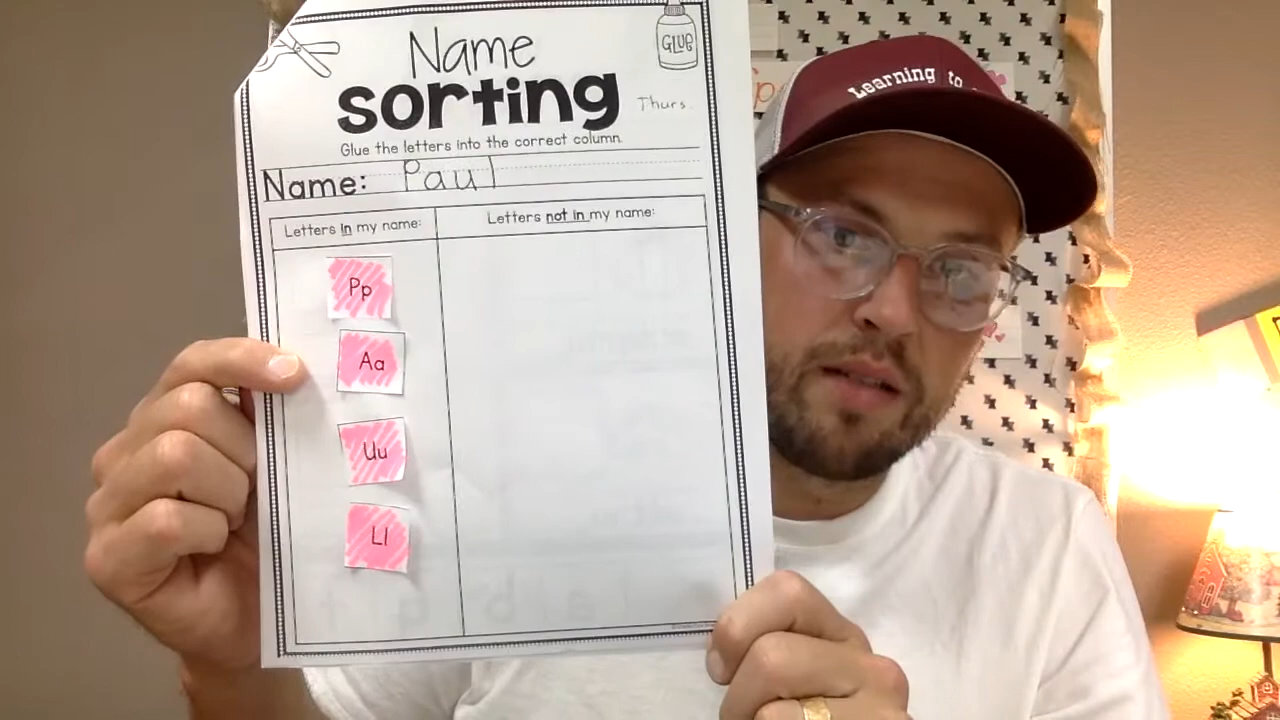 Name
GLUE
sorting
Thurs.
Glue the letters into the correct column.
Name: Paul
Letters in my name:
Letters not in my name:
Pp
Aa
Uu
Ll
Learning to